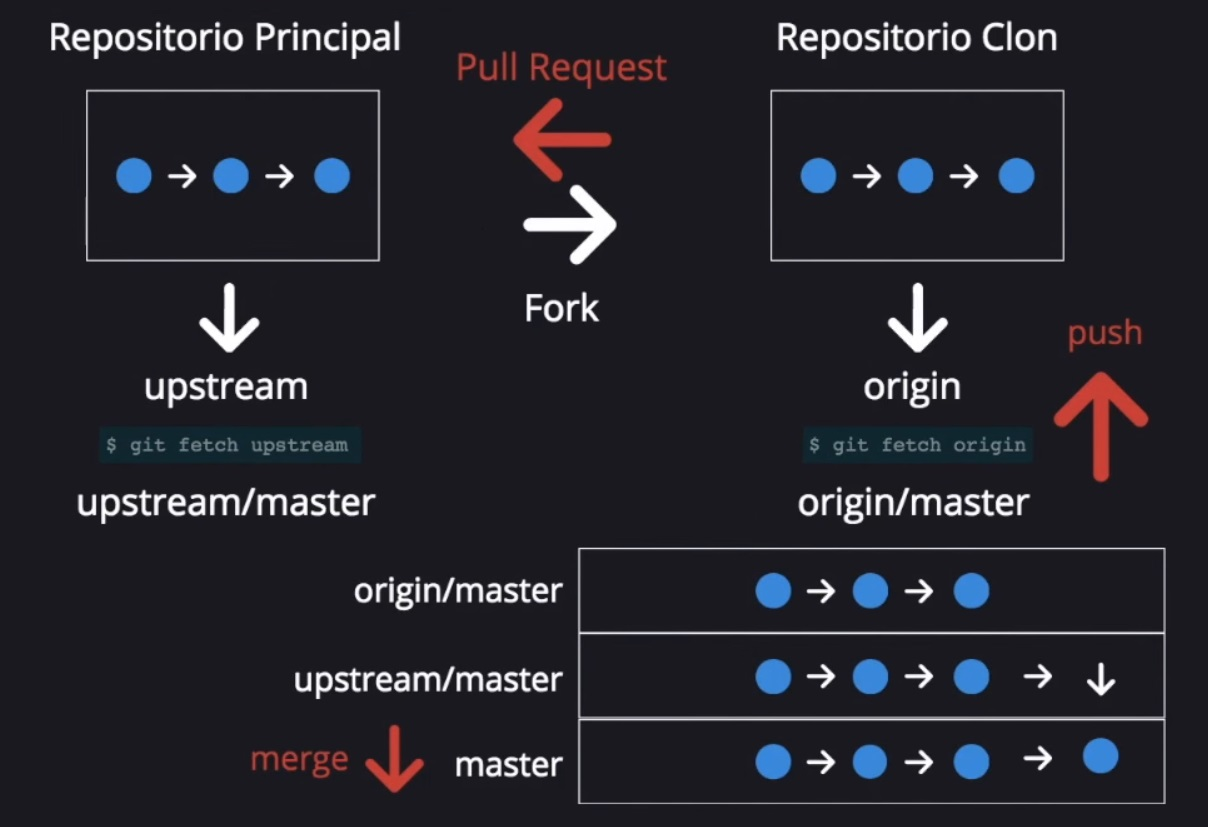 Repositorio Principal
Pull Request
Repositorio Clon
Fork
upstream
$ git fetch upstream
upstream/master
origin
$ git fetch origin
origin/master
push
origin/master
upstream/master
merge
master